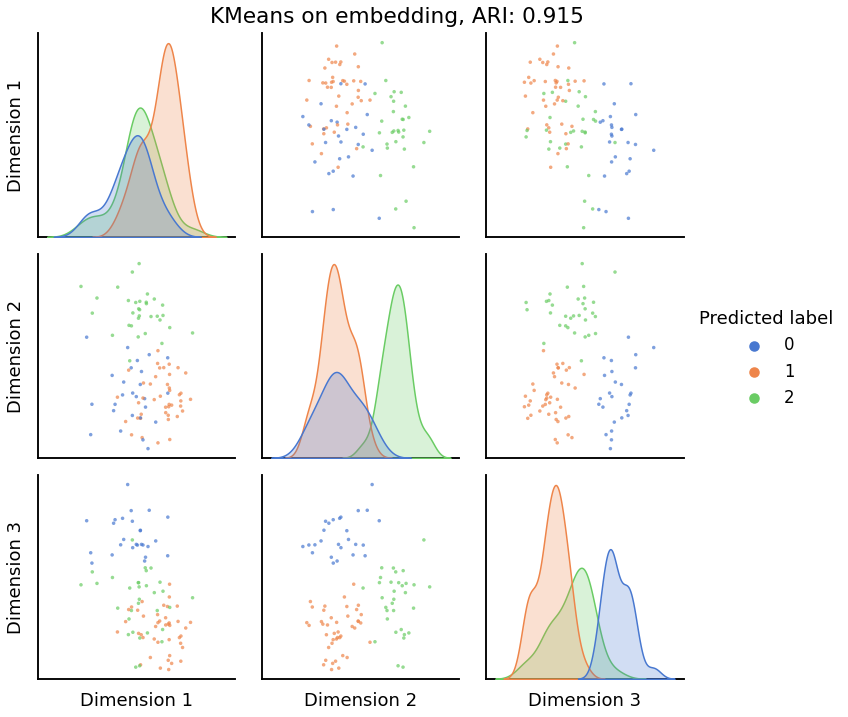 KMeans on embedding, ARI: 0.915
Dimension 1
Dimension 2
Predicted label
0
1
2
Dimension 3
Dimension 1
Dimension 2
Dimension 3